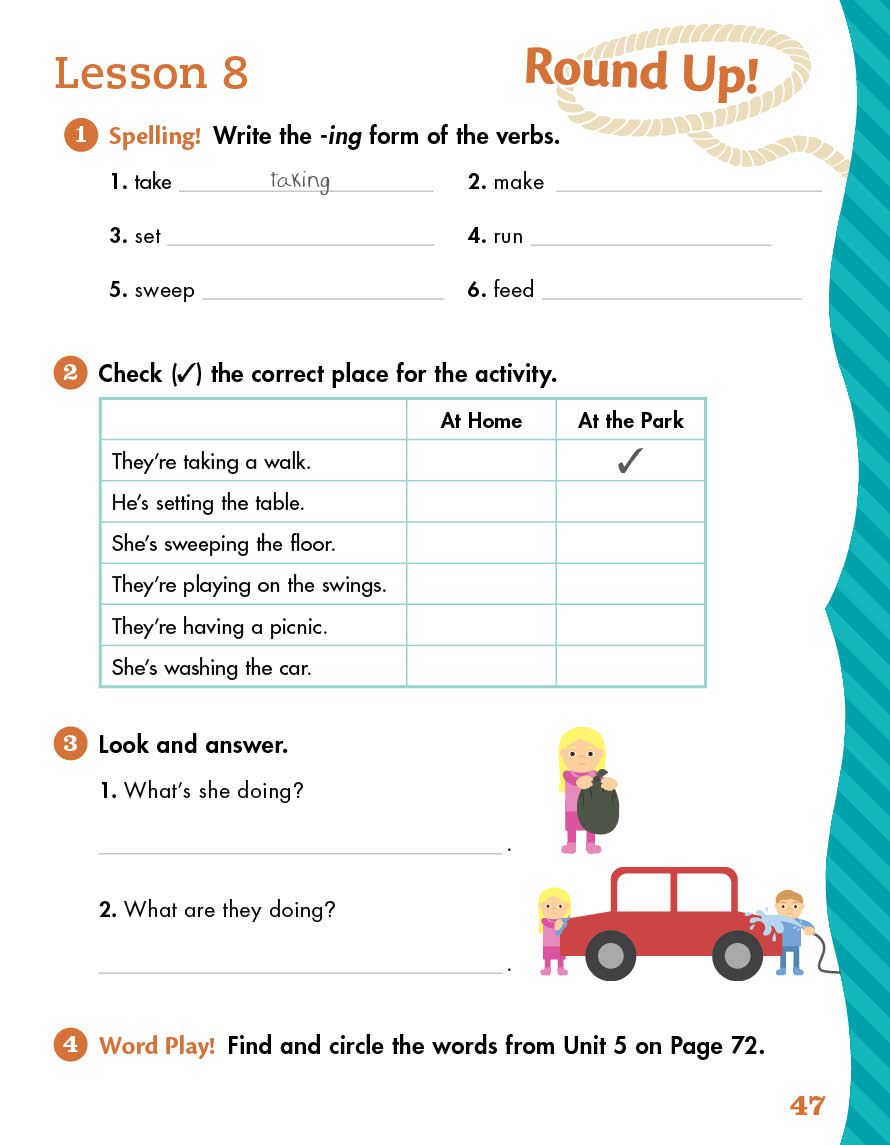 Lesson 8
Round Up!
1 Spelling! Write the -ing form of the verbs.
1. take taking 2. make
3. set 4. run
5. sweep 6. feed
2 Check (✓) the correct place for the activity.
At Home At the Park
They’re taking a walk. ✓
He’s setting the table.
She’s sweeping the floor.
They’re playing on the swings.
They’re having a picnic.
She’s washing the car.
3 Look and answer.
1. What’s she doing?
.
2. What are they doing?
.
4 Word Play! Find and circle the words from Unit 5 on Page 72.
47